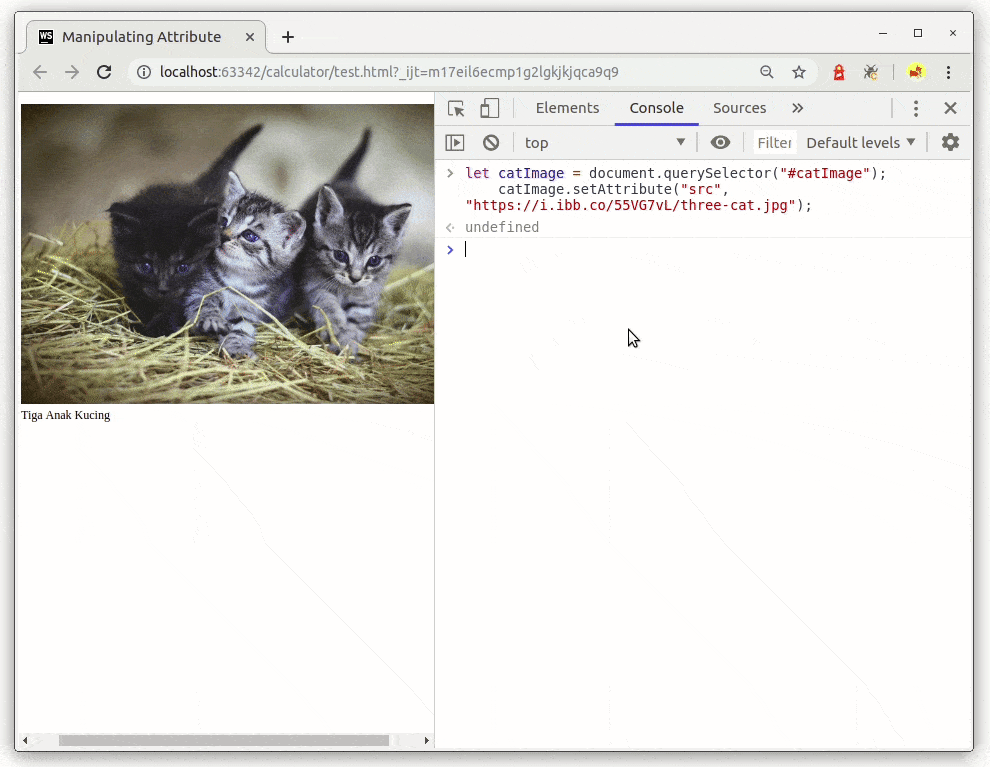 WS Manipulating Attribute
localhost:63342/calculator/test.html?_ijt=m17eil6ecmp1g2lgkjkjqca9q9
Elements Console Sources
top Filter Default levels
let catImage = document.querySelector("#catImage");
catImage.setAttribute("src",
"https://i.ibb.co/55VG7vL/three-cat.jpg");
undefined
Tiga Anak Kucing